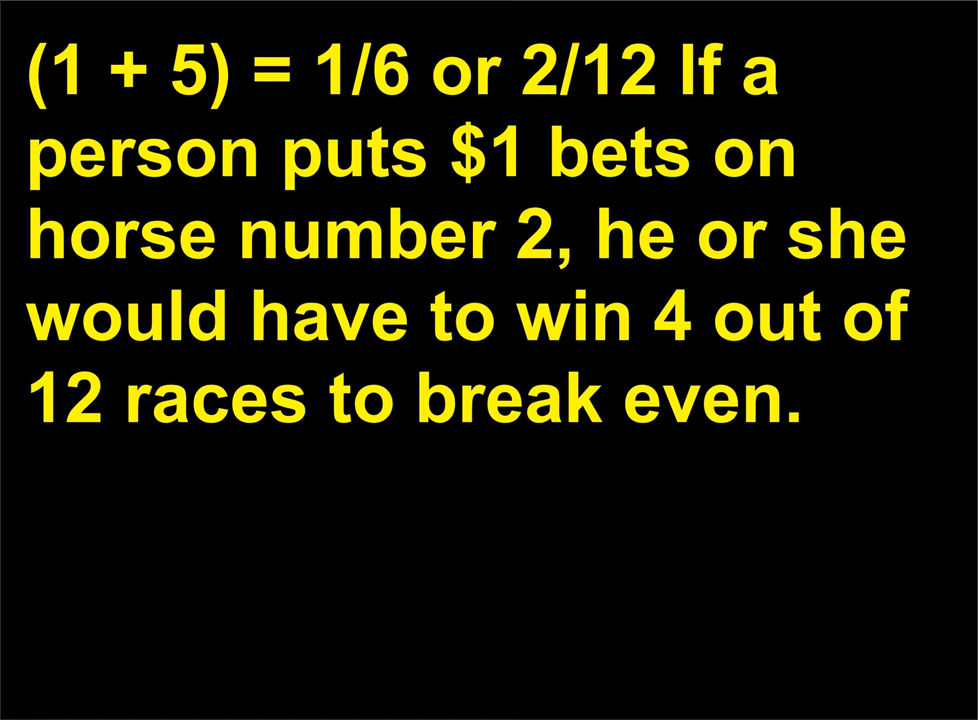 (1 + 5) = 1/6 or 2/12 If a
person puts $1 bets on
horse number 2, he or she
would have to win 4 out of
12 races to break even.